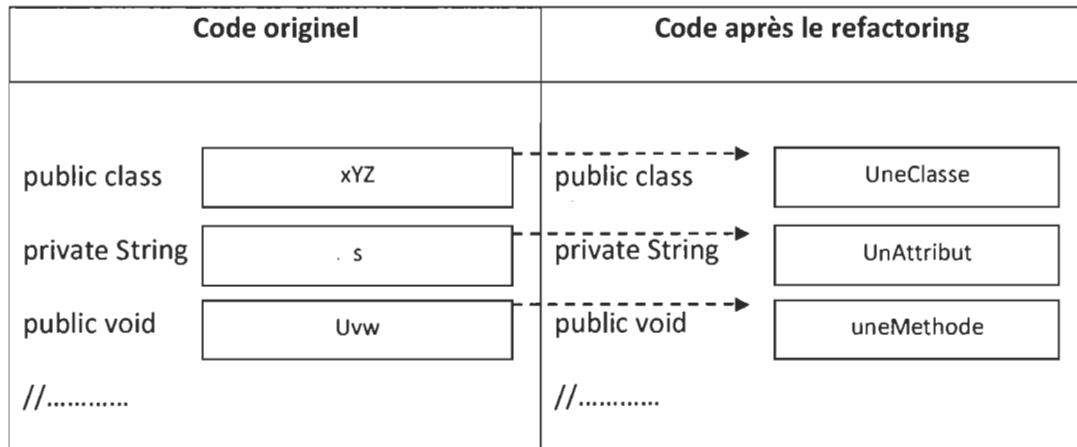 Code originel
Code après le refactoring
public class
xYZ
public class
UneClasse
private String
s
private String
UnAttribut
public void
Uvw
public void
uneMethode
//............
//............